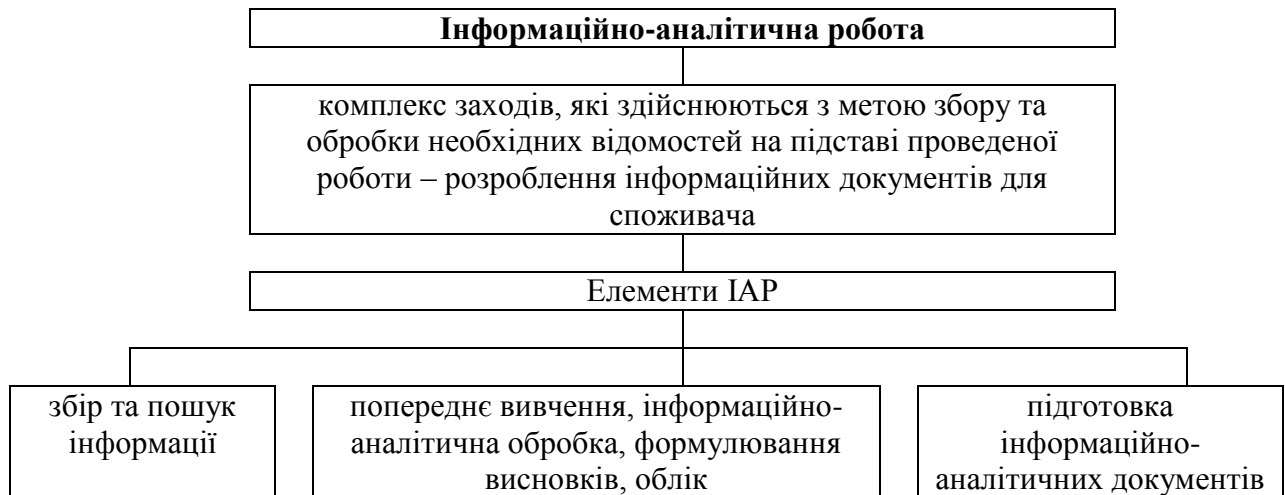 Інформаційно-аналітична робота
комплекс заходів, які здійснюються з метою збору та
обробки необхідних відомостей на підставі проведеної
роботи – розроблення інформаційних документів для
споживача
Елементи ІАР
збір та пошук
інформації
попереднє вивчення, інформаційно-
аналітична обробка, формулювання
висновків, облік
підготовка
інформаційно-
аналітичних документів